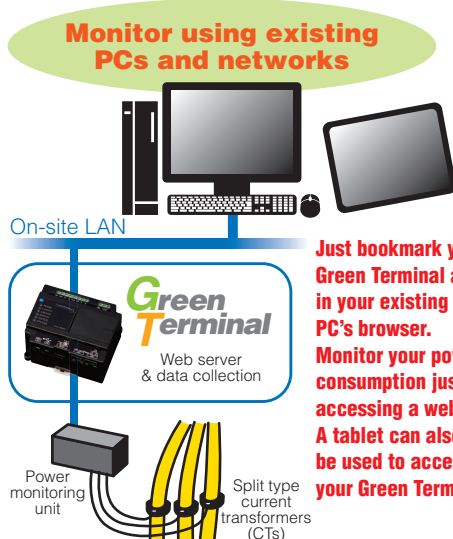 Monitor using existing
PCs and networks
On-site LAN
Green
Terminal
Web server
& data collection
Just bookmark
Green Terminal
in your existing
PC's browser.
Monitor your
consumption
accessing a
A tablet can
be used to
your Green
Power
monitoring
unit
Split type
current
transformers
(CTs)